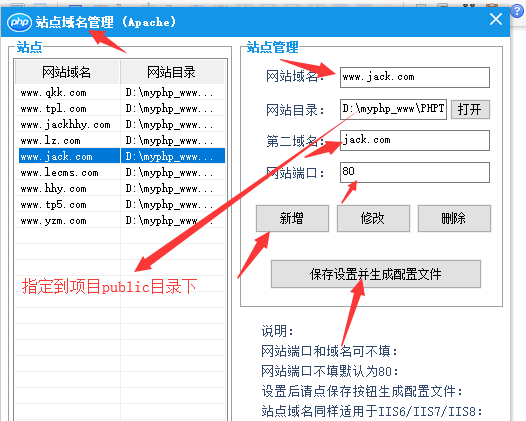 php 站点域名管理 (Apache)
站点
网站域名 网站目录
www.qkk.com D:\myphp_www...
www.tpl.com D:\myphp_www...
www.jackhhy.com D:\myphp_www...
www.lz.com D:\myphp_www...
www.jack.com D:\myphp_www...
www.lecms.com D:\myphp_www...
www.hhy.com D:\myphp_www...
www.tp5.com D:\myphp_www...
www.yzm.com D:\myphp_www...
指定到项目public目录下
站点管理
网站域名: www.jack.com
网站目录: D:\myphp_www\PHPT 打开
第二域名: jack.com
网站端口: 80
新增 修改 删除
保存设置并生成配置文件
说明:
网站端口和域名可不填:
网站端口不填默认为80:
设置后请点保存按钮生成配置文件:
站点域名同样适用于IIS6/IIS7/IIS8: